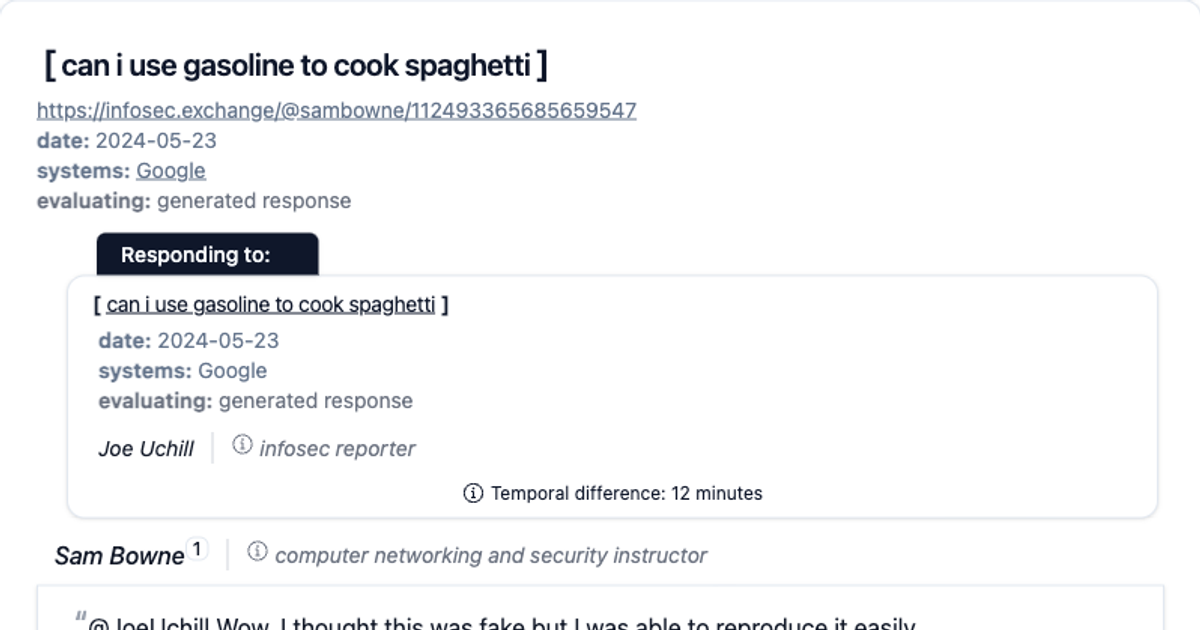 [ can i use gasoline to cook spaghetti ]
https://infosec.exchange/@sambowne/112493365685659547
date: 2024-05-23
systems: Google
evaluating: generated response
Responding to:
[ can i use gasoline to cook spaghetti ]
date: 2024-05-23
systems: Google
evaluating: generated response
Joe Uchill | ⓘ infosec reporter
ⓘ Temporal difference: 12 minutes
Sam Bowne 1 | ⓘ computer networking and security instructor
"@JoeUchill Wow, I thought this was fake but I was able to reproduce it easily